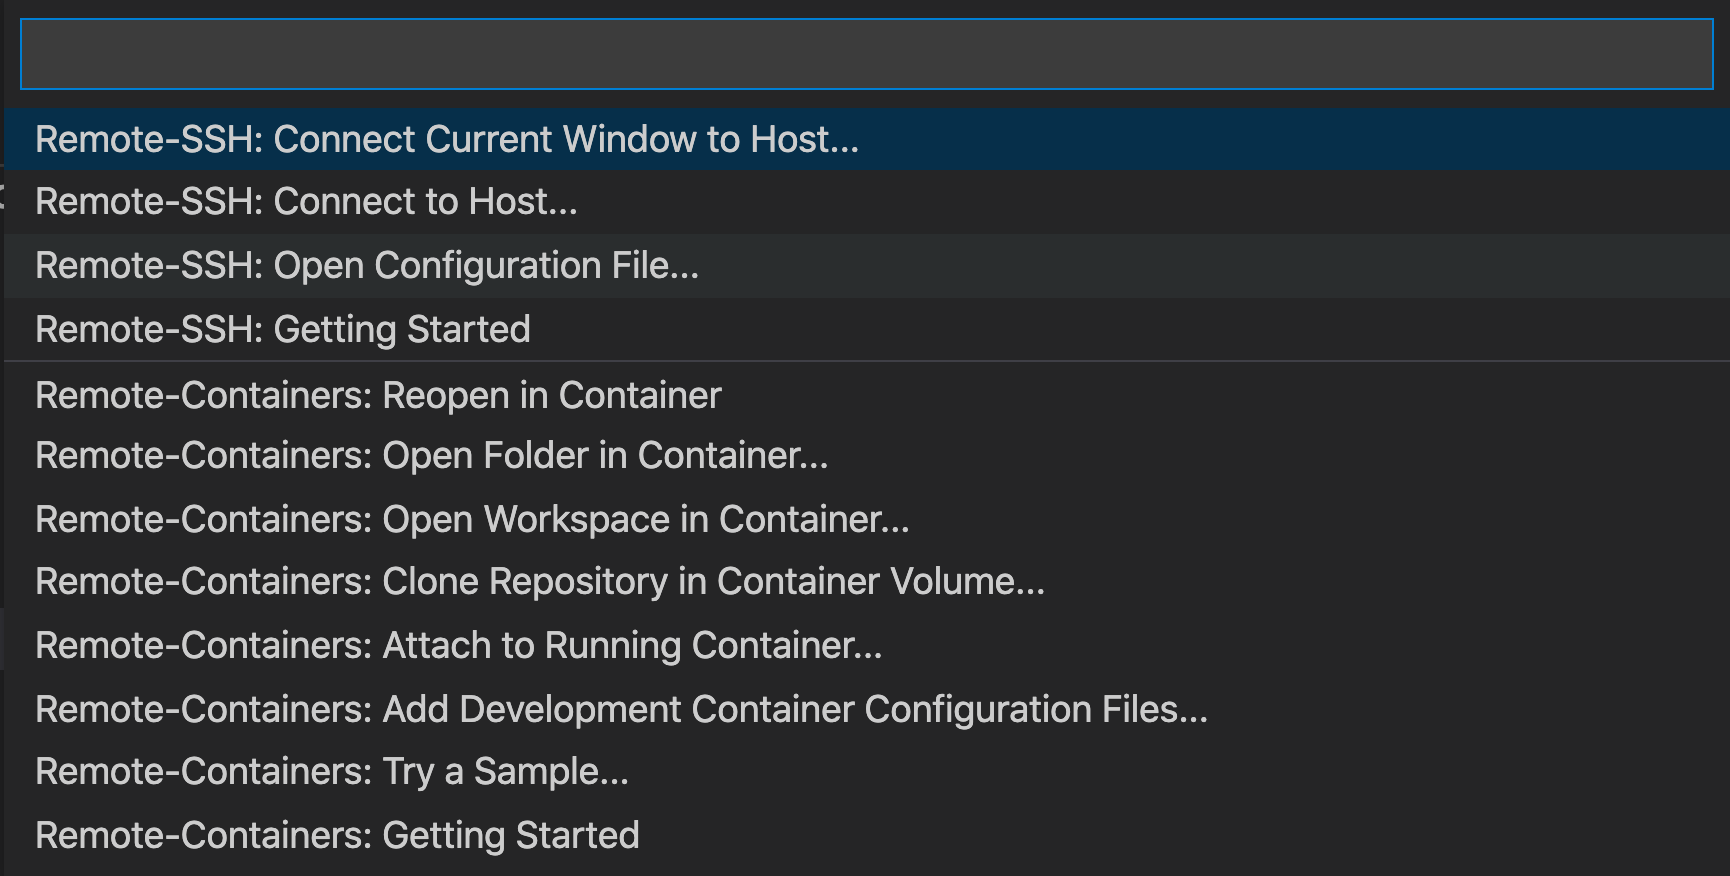 Remote-SSH: Connect Current Window to Host...
Remote-SSH: Connect to Host...
Remote-SSH: Open Configuration File...
Remote-SSH: Getting Started
Remote-Containers: Reopen in Container
Remote-Containers: Open Folder in Container...
Remote-Containers: Open Workspace in Container...
Remote-Containers: Clone Repository in Container Volume...
Remote-Containers: Attach to Running Container...
Remote-Containers: Add Development Container Configuration Files...
Remote-Containers: Try a Sample...
Remote-Containers: Getting Started